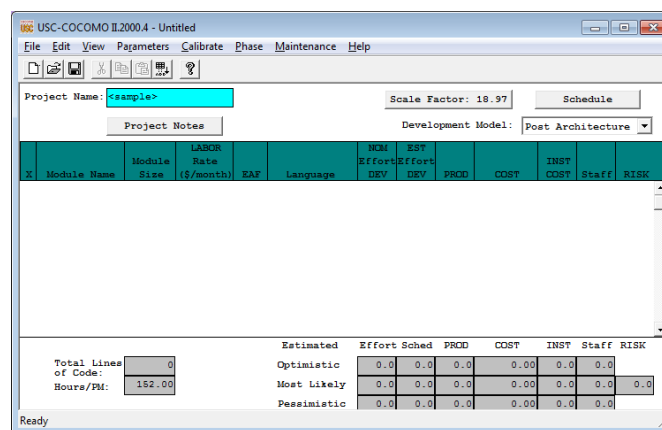 USC-COCOMO II.2000.4 - Untitled
File Edit View Parameters Calibrate Phase Maintenance Help
Project Name: <sample> Scale Factor: 18.97 Schedule
Project Notes Development Model: Post Architecture
X Module Name Module Size LABOR Rate ($/month) EAF Language NOM Effort DEV EST Effort DEV PROD COST INST COST Staff RISK
Estimated Effort Sched PROD COST INST Staff RISK
Total Lines of Code: 0 Optimistic 0.0 0.0 0.0 0.00 0.0 0.0
Hours/PM: 152.00 Most Likely 0.0 0.0 0.0 0.00 0.0 0.0 0.0
Pessimistic 0.0 0.0 0.0 0.00 0.0 0.0
Ready